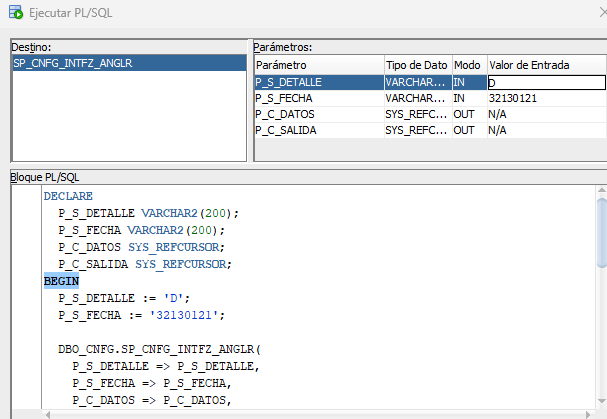 Ejecutar PL/SQL
Destino:
SP_CNFG_INTFZ_ANGLR
Parámetros:
Parámetro Tipo de Dato Modo Valor de Entrada
P_S_DETALLE VARCHAR... IN D
P_S_FECHA VARCHAR... IN 32130121
P_C_DATOS SYS_REFC... OUT N/A
P_C_SALIDA SYS_REFC... OUT N/A
Bloque PL/SQL
DECLARE
P_S_DETALLE VARCHAR2(200);
P_S_FECHA VARCHAR2(200);
P_C_DATOS SYS_REFCURSOR;
P_C_SALIDA SYS_REFCURSOR;
BEGIN
P_S_DETALLE := 'D';
P_S_FECHA := '32130121';
DBO_CNFG.SP_CNFG_INTFZ_ANGLR(
P_S_DETALLE => P_S_DETALLE,
P_S_FECHA => P_S_FECHA,
P_C_DATOS => P_C_DATOS,